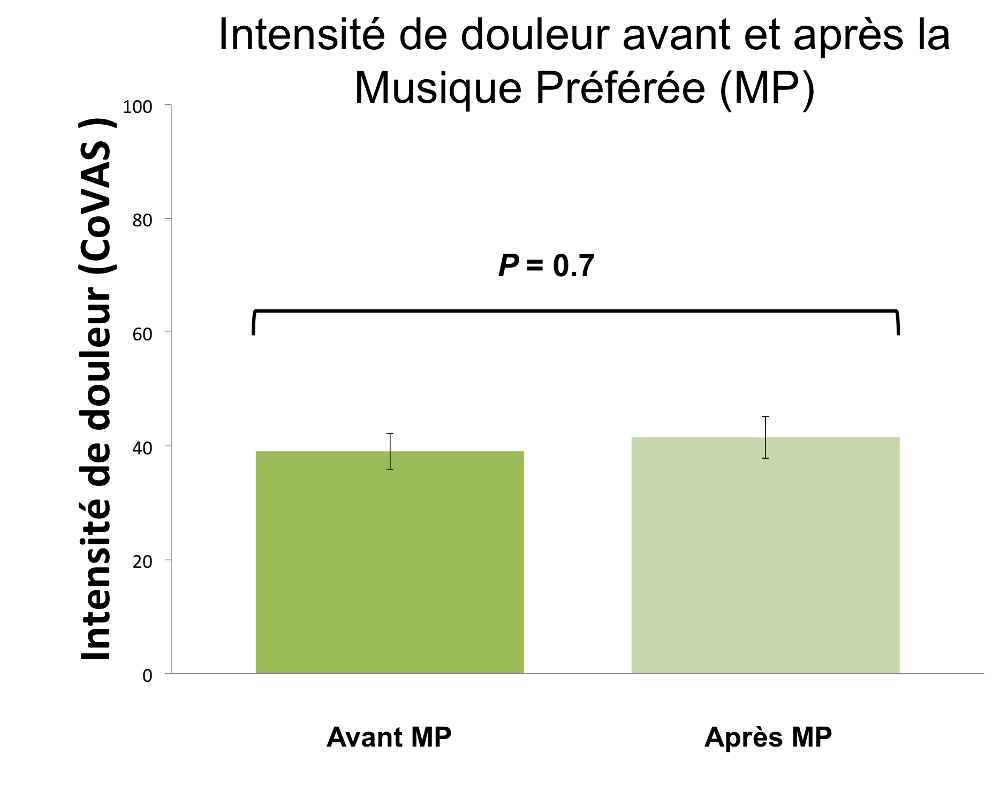 Intensité de douleur avant et après la
Musique Préférée (MP)
Intensité de douleur (CoVAS )
100
80
60
40
20
0
P = 0.7
Avant MP
Après MP